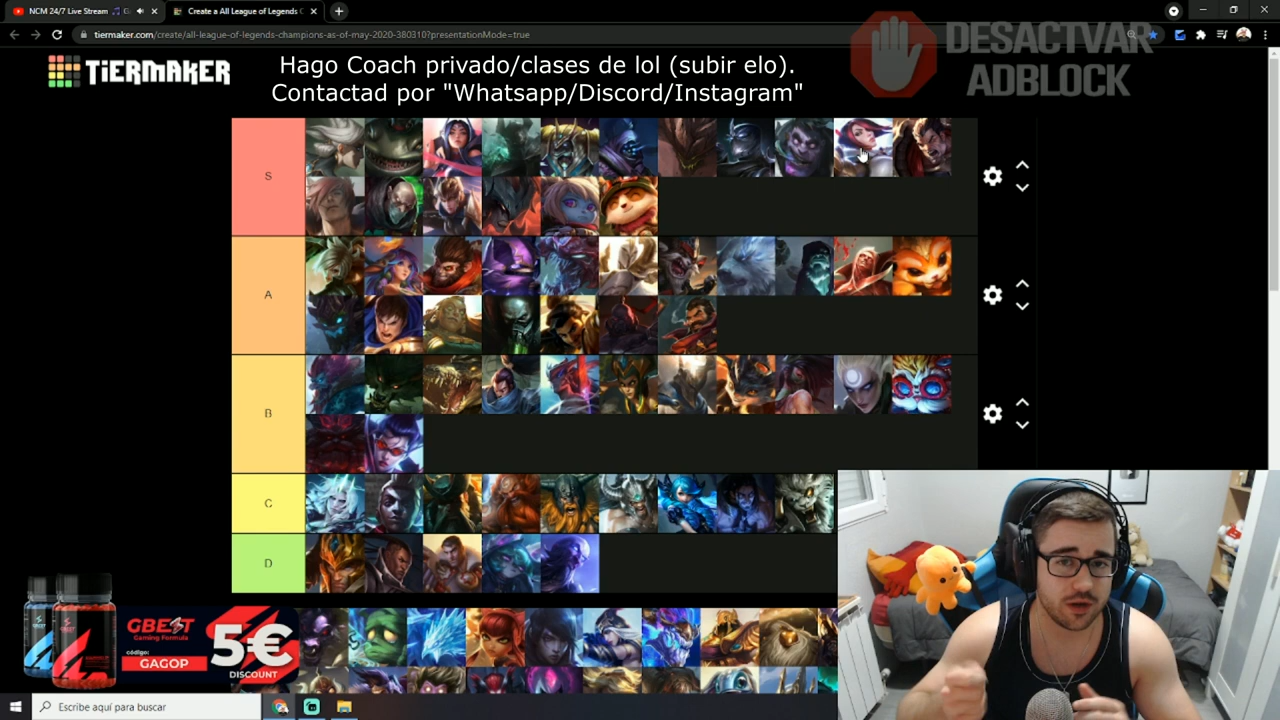 NCM 24/7 Live Stream
Create a All League of Legends C
tiermaker.com/create/all-league-of-legends-champions-as-of-may-2020-380310?presentationMode=true
DESACTVAR
ADBLOCK
TiERMAKER
Hago Coach privado/clases de lol (subir elo).
Contactad por "Whatsapp/Discord/Instagram"
S
A
B
C
D
GBEST
Gaming Formula
código:
GAGOP
5€
DISCOUNT
Escribe aquí para buscar